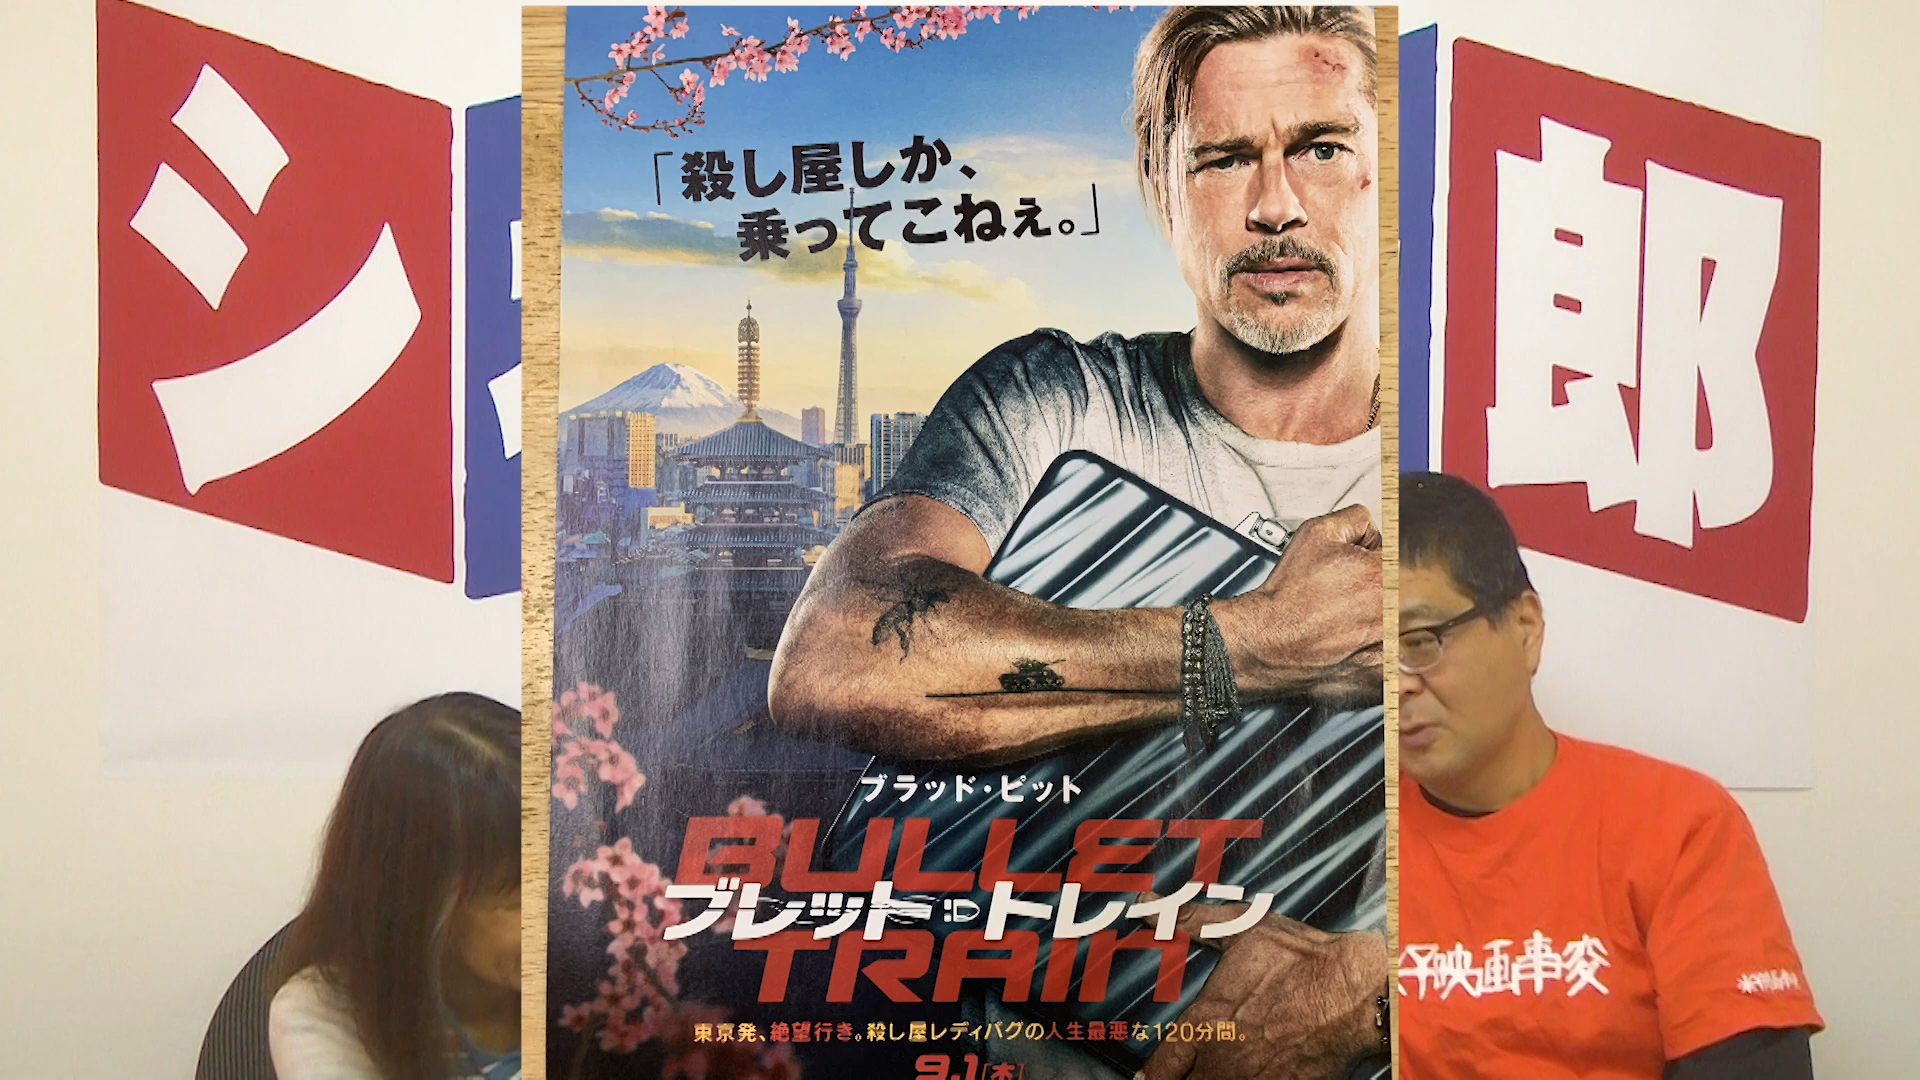 シ
郎
「殺し屋しか、
乗ってこねぇ。」
ブラッド・ピット
BULLET
ブレット・トレイン
TRAIN
東京発、絶望行き。殺し屋レディバグの人生最悪な120分間。
9.1[木]
映画事変